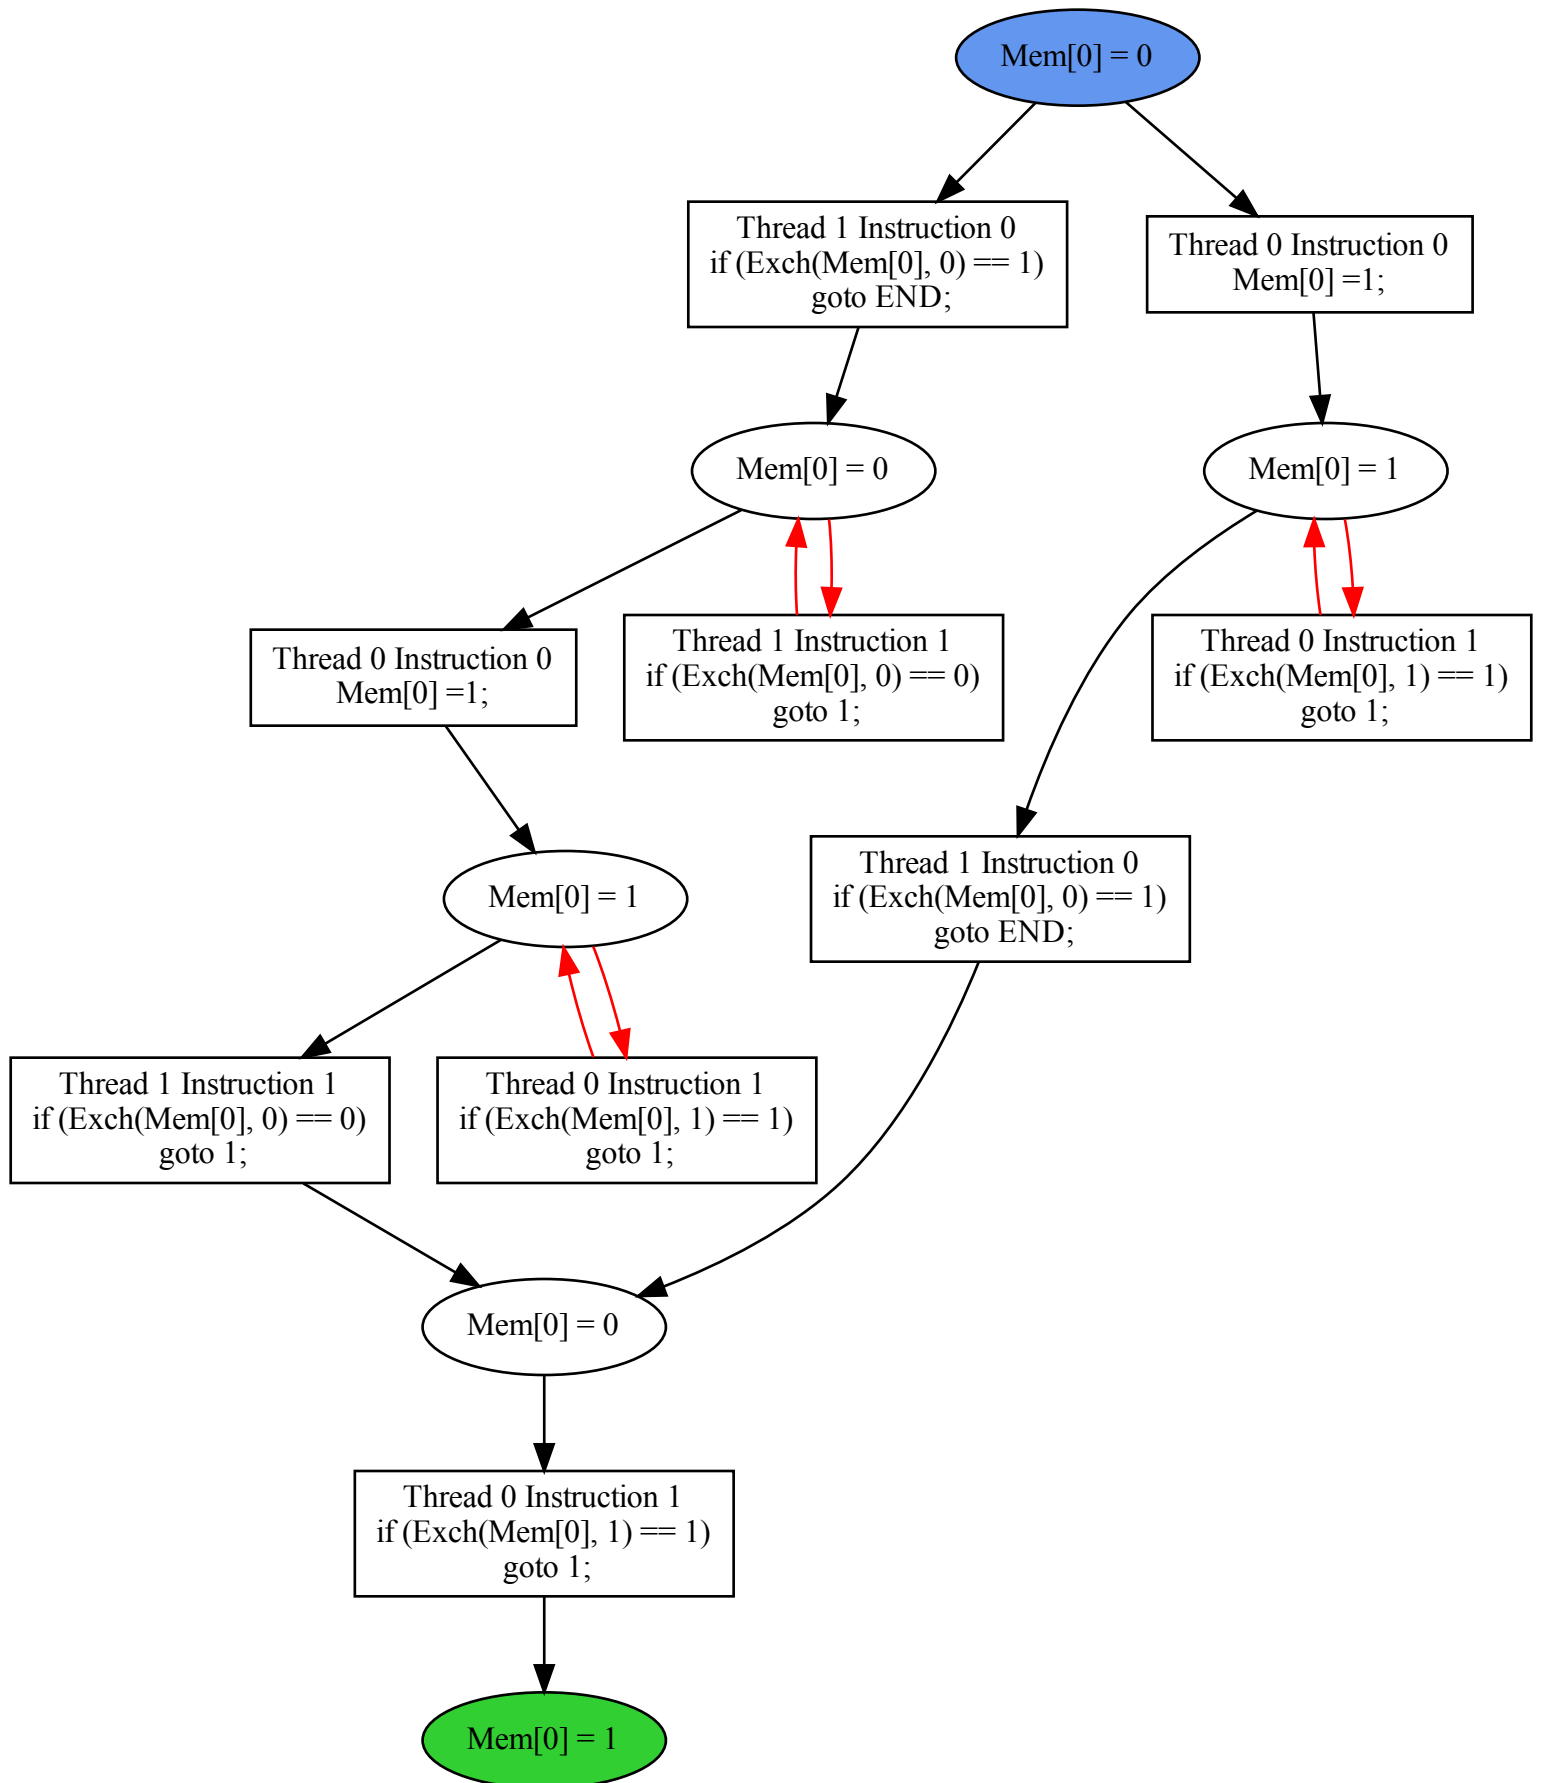 Mem[0] = 0
Thread 1 Instruction 0
if (Exch(Mem[0], 0) == 1)
goto END;
Thread 0 Instruction 0
Mem[0] =1;
Mem[0] = 0
Mem[0] = 1
Thread 0 Instruction 0
Mem[0] =1;
Thread 1 Instruction 1
if (Exch(Mem[0], 0) == 0)
goto 1;
Thread 0 Instruction 1
if (Exch(Mem[0], 1) == 1)
goto 1;
Mem[0] = 1
Thread 1 Instruction 0
if (Exch(Mem[0], 0) == 1)
goto END;
Thread 1 Instruction 1
if (Exch(Mem[0], 0) == 0)
goto 1;
Thread 0 Instruction 1
if (Exch(Mem[0], 1) == 1)
goto 1;
Mem[0] = 0
Thread 0 Instruction 1
if (Exch(Mem[0], 1) == 1)
goto 1;
Mem[0] = 1